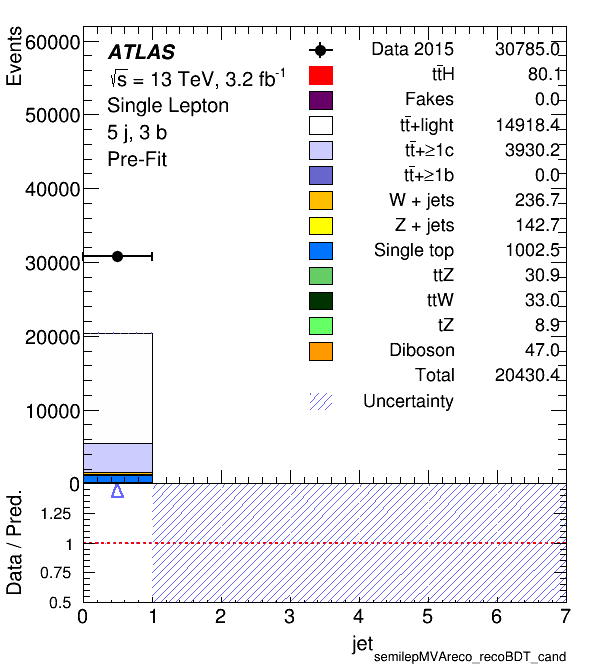 Events
60000
50000
40000
30000
20000
10000
0
ATLAS
√s = 13 TeV, 3.2 fb⁻¹
Single Lepton
5 j, 3 b
Pre-Fit
Data 2015 30785.0
tt̄H 80.1
Fakes 0.0
tt̄+light 14918.4
tt̄+≥1c 3930.2
tt̄+≥1b 0.0
W + jets 236.7
Z + jets 142.7
Single top 1002.5
ttZ 30.9
ttW 33.0
tZ 8.9
Diboson 47.0
Total 20430.4
Uncertainty
Data / Pred.
1.25
1
0.75
0.5
0 1 2 3 4 5 6 7
jet
semilepMVAreco_recoBDT_cand